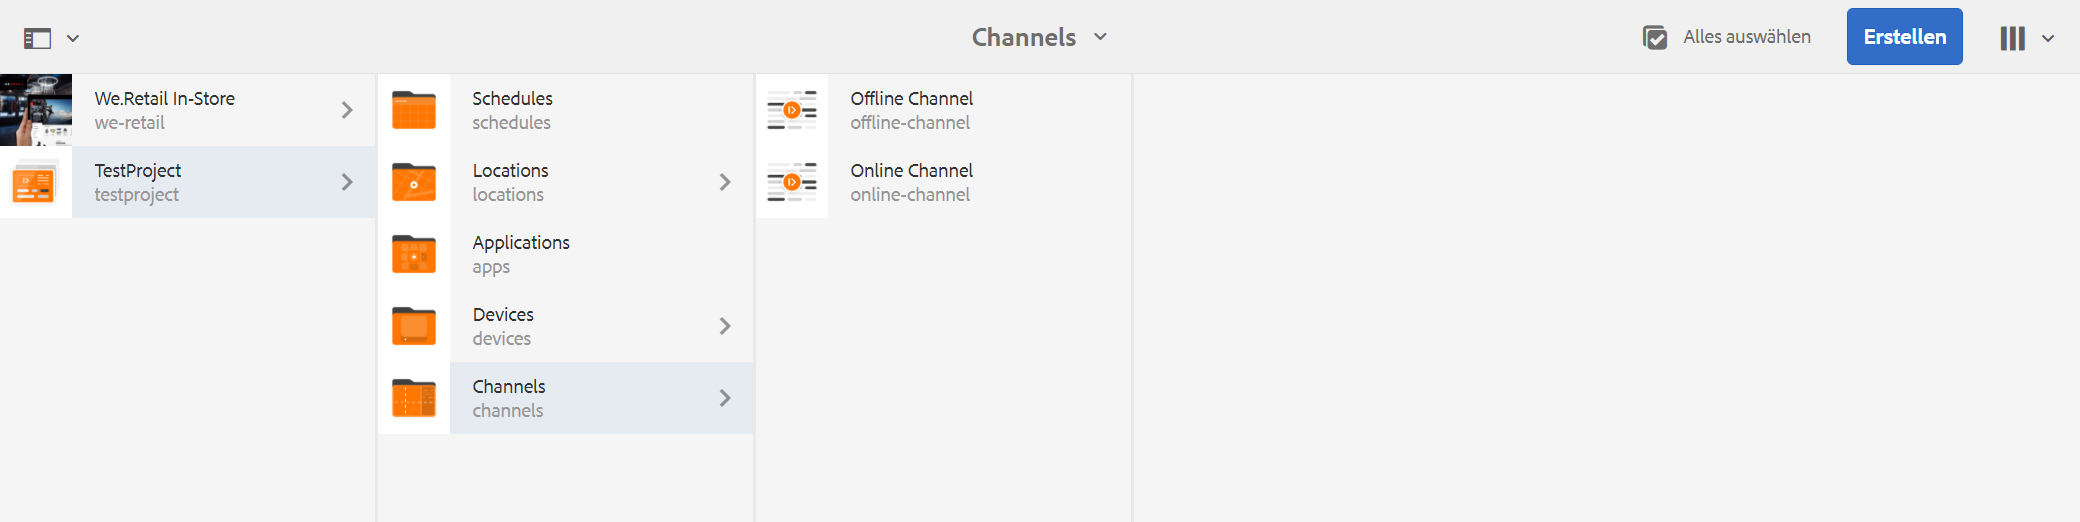 Channels
Alles auswählen
Erstellen
We.Retail In-Store
we-retail
TestProject
testproject
Schedules
schedules
Locations
locations
Applications
apps
Devices
devices
Channels
channels
Offline Channel
offline-channel
Online Channel
online-channel